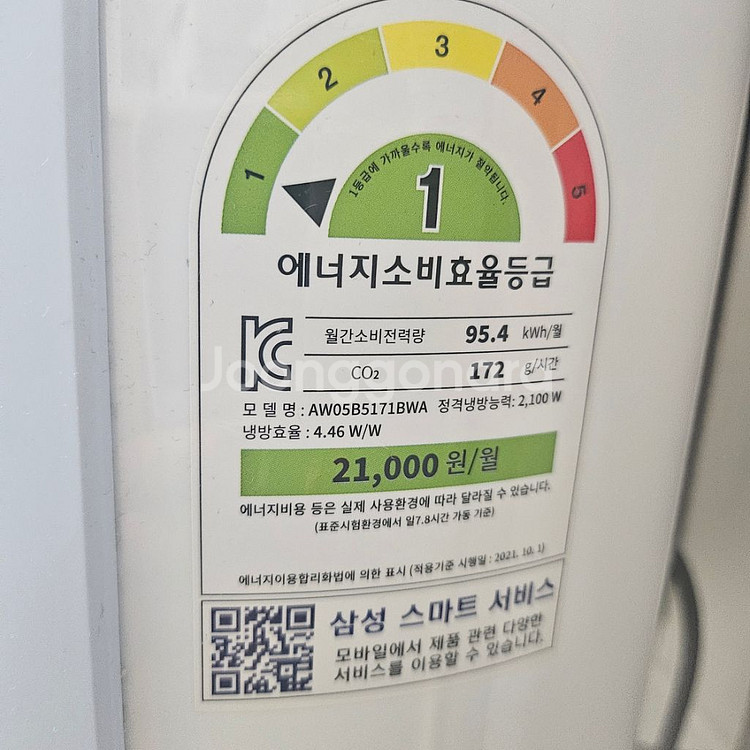 1 2 3 4 5
1등급에 가까울수록 에너지가 절약됩니다.
1
에너지소비효율등급
월간소비전력량 95.4 kWh/월
CO₂ 172 g/시간
모 델 명 : AW05B5171BWA 정격냉방능력: 2,100 W
냉방효율 : 4.46 W/W
21,000 원/월
에너지비용 등은 실제 사용환경에 따라 달라질 수 있습니다.
(표준시험환경에서 일7.8시간 가동 기준)
에너지이용합리화법에 의한 표시 (적용기준 시행일 : 2021. 10. 1)
삼성 스마트 서비스
모바일에서 제품 관련 다양한
서비스를 이용할 수 있습니다.
Joonggonara